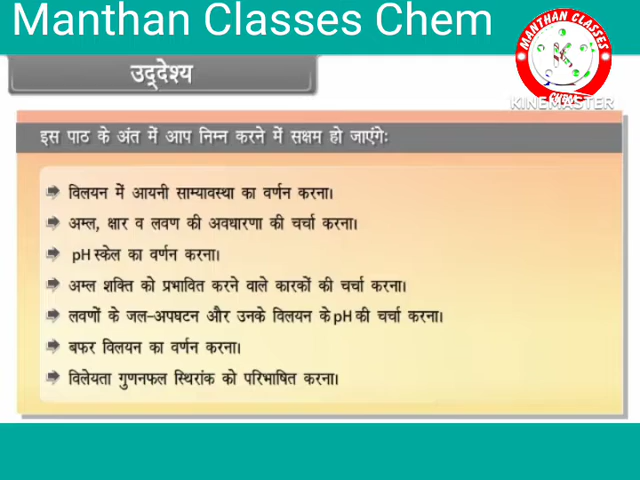 Manthan Classes Chem
उद्देश्य
MANTHAN CLASSES
CHEM
KINEMASTER
इस पाठ के अंत में आप निम्न करने में सक्षम हो जाएंगे:
विलयन में आयनी साम्यावस्था का वर्णन करना।
अम्ल, क्षार व लवण की अवधारणा की चर्चा करना।
pH स्केल का वर्णन करना।
अम्ल शक्ति को प्रभावित करने वाले कारकों की चर्चा करना।
लवणों के जल-अपघटन और उनके विलयन के pH की चर्चा करना।
बफर विलयन का वर्णन करना।
विलेयता गुणनफल स्थिरांक को परिभाषित करना।